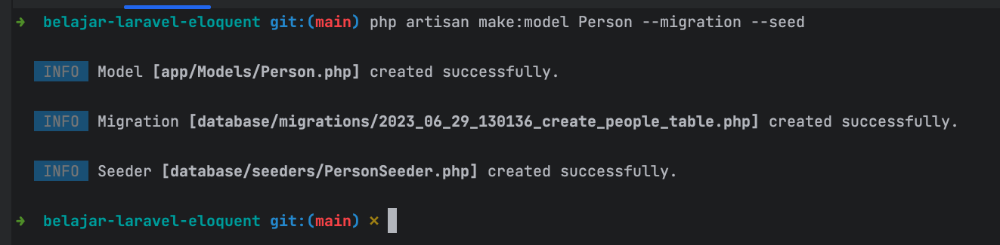 ➜ belajar-laravel-eloquent git:(main) php artisan make:model Person --migration --seed
INFO Model [app/Models/Person.php] created successfully.
INFO Migration [database/migrations/2023_06_29_130136_create_people_table.php] created successfully.
INFO Seeder [database/seeders/PersonSeeder.php] created successfully.
➜ belajar-laravel-eloquent git:(main) ✗